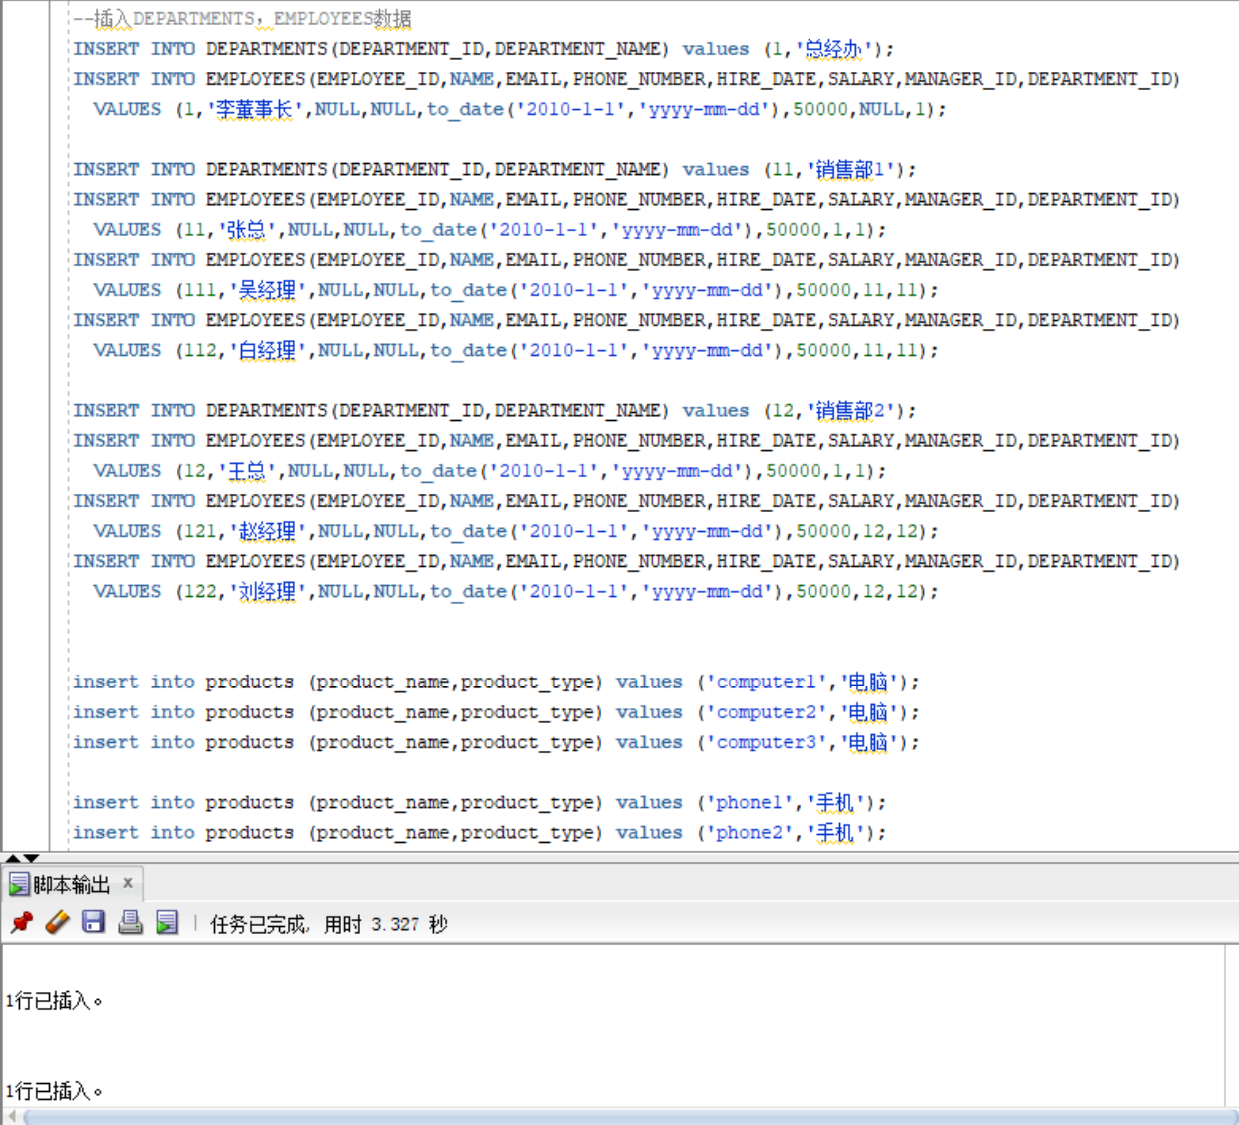 --插入DEPARTMENTS，EMPLOYEES数据
INSERT INTO DEPARTMENTS(DEPARTMENT_ID,DEPARTMENT_NAME) values (1,'总经办');
INSERT INTO EMPLOYEES(EMPLOYEE_ID,NAME,EMAIL,PHONE_NUMBER,HIRE_DATE,SALARY,MANAGER_ID,DEPARTMENT_ID)
VALUES (1,'李董事长',NULL,NULL,to_date('2010-1-1','yyyy-mm-dd'),50000,NULL,1);
INSERT INTO DEPARTMENTS(DEPARTMENT_ID,DEPARTMENT_NAME) values (11,'销售部1');
INSERT INTO EMPLOYEES(EMPLOYEE_ID,NAME,EMAIL,PHONE_NUMBER,HIRE_DATE,SALARY,MANAGER_ID,DEPARTMENT_ID)
VALUES (11,'张总',NULL,NULL,to_date('2010-1-1','yyyy-mm-dd'),50000,1,1);
INSERT INTO EMPLOYEES(EMPLOYEE_ID,NAME,EMAIL,PHONE_NUMBER,HIRE_DATE,SALARY,MANAGER_ID,DEPARTMENT_ID)
VALUES (111,'吴经理',NULL,NULL,to_date('2010-1-1','yyyy-mm-dd'),50000,11,11);
INSERT INTO EMPLOYEES(EMPLOYEE_ID,NAME,EMAIL,PHONE_NUMBER,HIRE_DATE,SALARY,MANAGER_ID,DEPARTMENT_ID)
VALUES (112,'白经理',NULL,NULL,to_date('2010-1-1','yyyy-mm-dd'),50000,11,11);
INSERT INTO DEPARTMENTS(DEPARTMENT_ID,DEPARTMENT_NAME) values (12,'销售部2');
INSERT INTO EMPLOYEES(EMPLOYEE_ID,NAME,EMAIL,PHONE_NUMBER,HIRE_DATE,SALARY,MANAGER_ID,DEPARTMENT_ID)
VALUES (12,'王总',NULL,NULL,to_date('2010-1-1','yyyy-mm-dd'),50000,1,1);
INSERT INTO EMPLOYEES(EMPLOYEE_ID,NAME,EMAIL,PHONE_NUMBER,HIRE_DATE,SALARY,MANAGER_ID,DEPARTMENT_ID)
VALUES (121,'赵经理',NULL,NULL,to_date('2010-1-1','yyyy-mm-dd'),50000,12,12);
INSERT INTO EMPLOYEES(EMPLOYEE_ID,NAME,EMAIL,PHONE_NUMBER,HIRE_DATE,SALARY,MANAGER_ID,DEPARTMENT_ID)
VALUES (122,'刘经理',NULL,NULL,to_date('2010-1-1','yyyy-mm-dd'),50000,12,12);
insert into products (product_name,product_type) values ('computer1','电脑');
insert into products (product_name,product_type) values ('computer2','电脑');
insert into products (product_name,product_type) values ('computer3','电脑');
insert into products (product_name,product_type) values ('phone1','手机');
insert into products (product_name,product_type) values ('phone2','手机');
脚本输出 x
任务已完成, 用时 3.327 秒
1行已插入。
1行已插入。